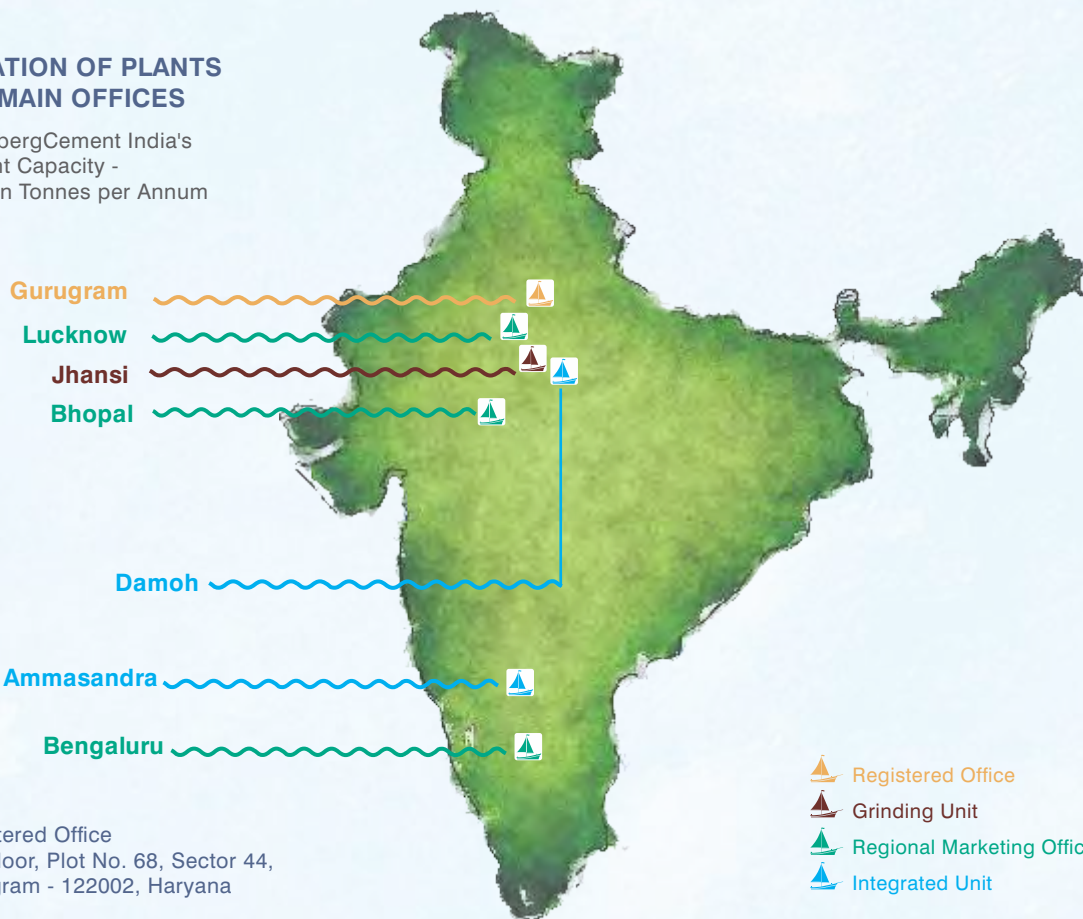 ATION OF PLANTS
MAIN OFFICES
bergCement India's
nt Capacity -
n Tonnes per Annum
Gurugram
Lucknow
Jhansi
Bhopal
Damoh
Ammasandra
Bengaluru
tered Office
loor, Plot No. 68, Sector 44,
gram - 122002, Haryana
Registered Office
Grinding Unit
Regional Marketing Offic
Integrated Unit